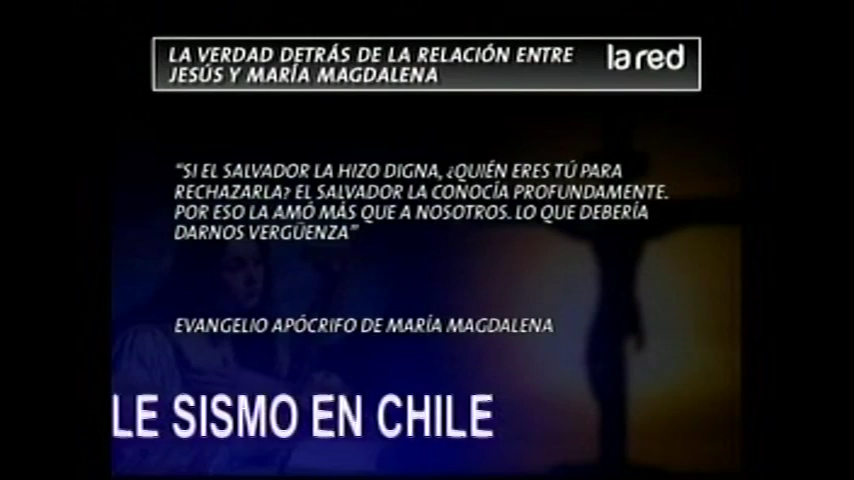 LA VERDAD DETRÁS DE LA RELACIÓN ENTRE
JESÚS Y MARÍA MAGDALENA
la red
"SI EL SALVADOR LA HIZO DIGNA, ¿QUIÉN ERES TÚ PARA
RECHAZARLA? EL SALVADOR LA CONOCÍA PROFUNDAMENTE.
POR ESO LA AMÓ MÁS QUE A NOSOTROS. LO QUE DEBERÍA
DARNOS VERGÜENZA"
EVANGELIO APÓCRIFO DE MARÍA MAGDALENA
LE SISMO EN CHILE